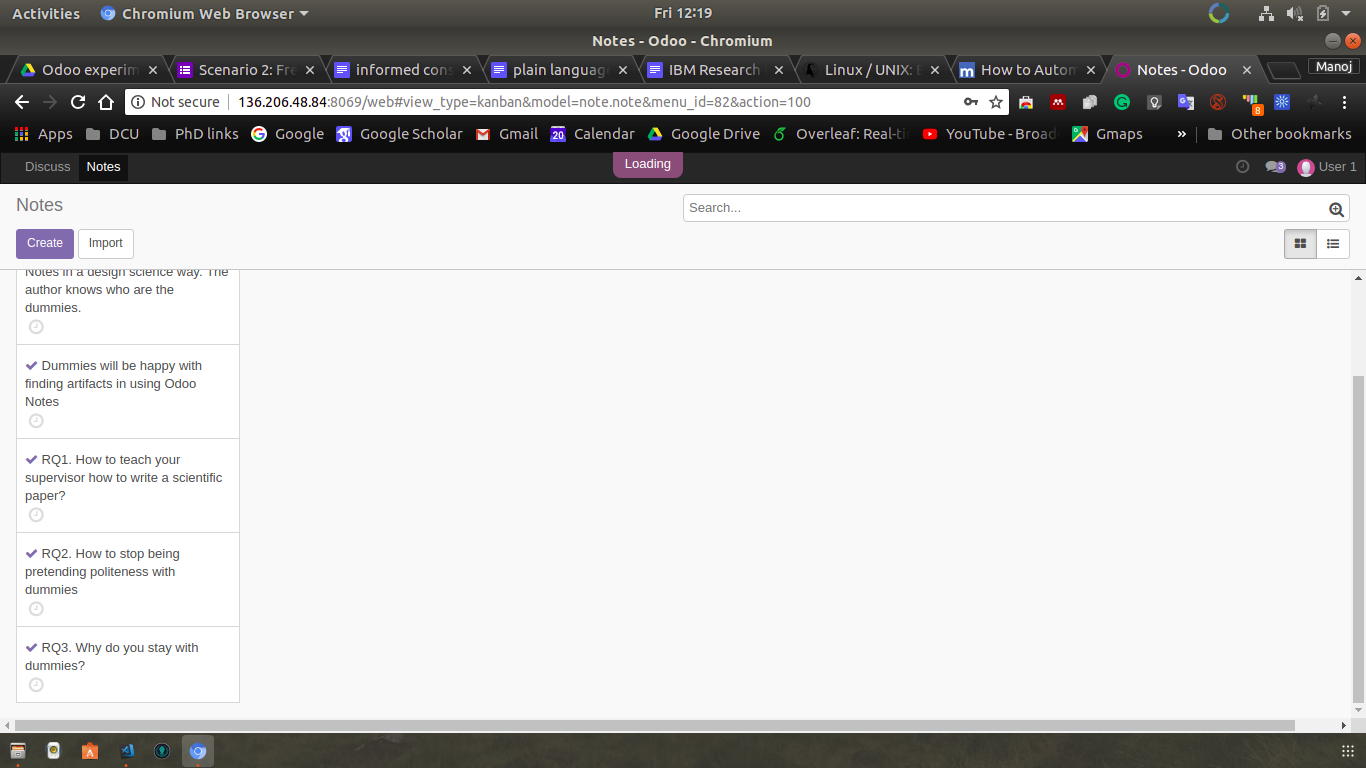 Activities Chromium Web Browser Fri 12:19
Notes - Odoo - Chromium
Odoo experim Scenario 2: Fre informed cons plain language IBM Research Linux / UNIX: How to Autom Notes - Odoo Manoj
Not secure 136.206.48.84:8069/web#view_type=kanban&model=note.note&menu_id=82&action=100 8
Apps DCU PhD links Google Google Scholar Gmail 20 Calendar Google Drive Overleaf: Real-ti YouTube - Broad Gmaps » Other bookmarks
Discuss Notes Loading 3 User 1
Notes Search...
Create Import
Notes in a design science way. The
author knows who are the
dummies.
Dummies will be happy with
finding artifacts in using Odoo
Notes
RQ1. How to teach your
supervisor how to write a scientific
paper?
RQ2. How to stop being
pretending politeness with
dummies
RQ3. Why do you stay with
dummies?